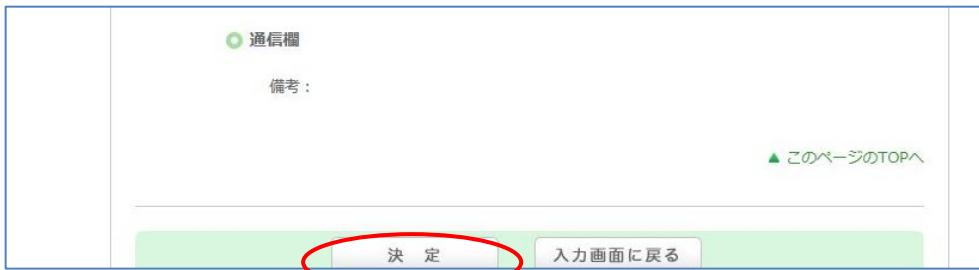 通信欄
備考：
▲ このページのTOPへ
決 定
入力画面に戻る